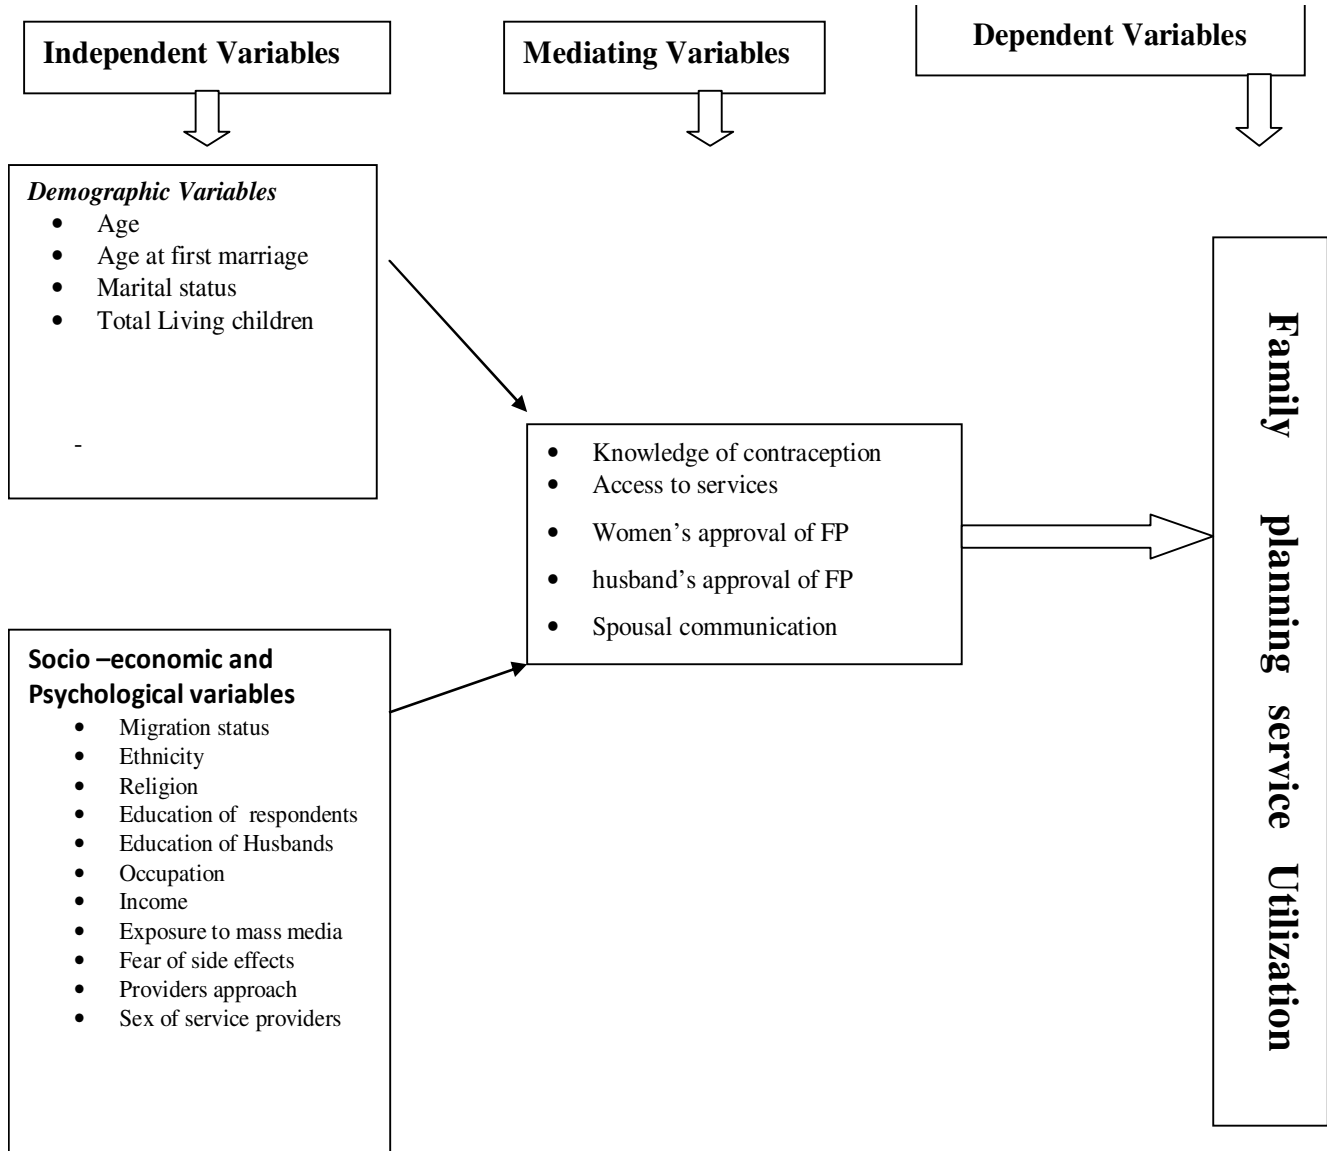 Independent Variables
Mediating Variables
Dependent Variables
Demographic Variables
• Age
• Age at first marriage
• Marital status
• Total Living children
-
• Knowledge of contraception
• Access to services
• Women’s approval of FP
• husband’s approval of FP
• Spousal communication
Socio –economic and
Psychological variables
• Migration status
• Ethnicity
• Religion
• Education of respondents
• Education of Husbands
• Occupation
• Income
• Exposure to mass media
• Fear of side effects
• Providers approach
• Sex of service providers
Family planning service Utilization